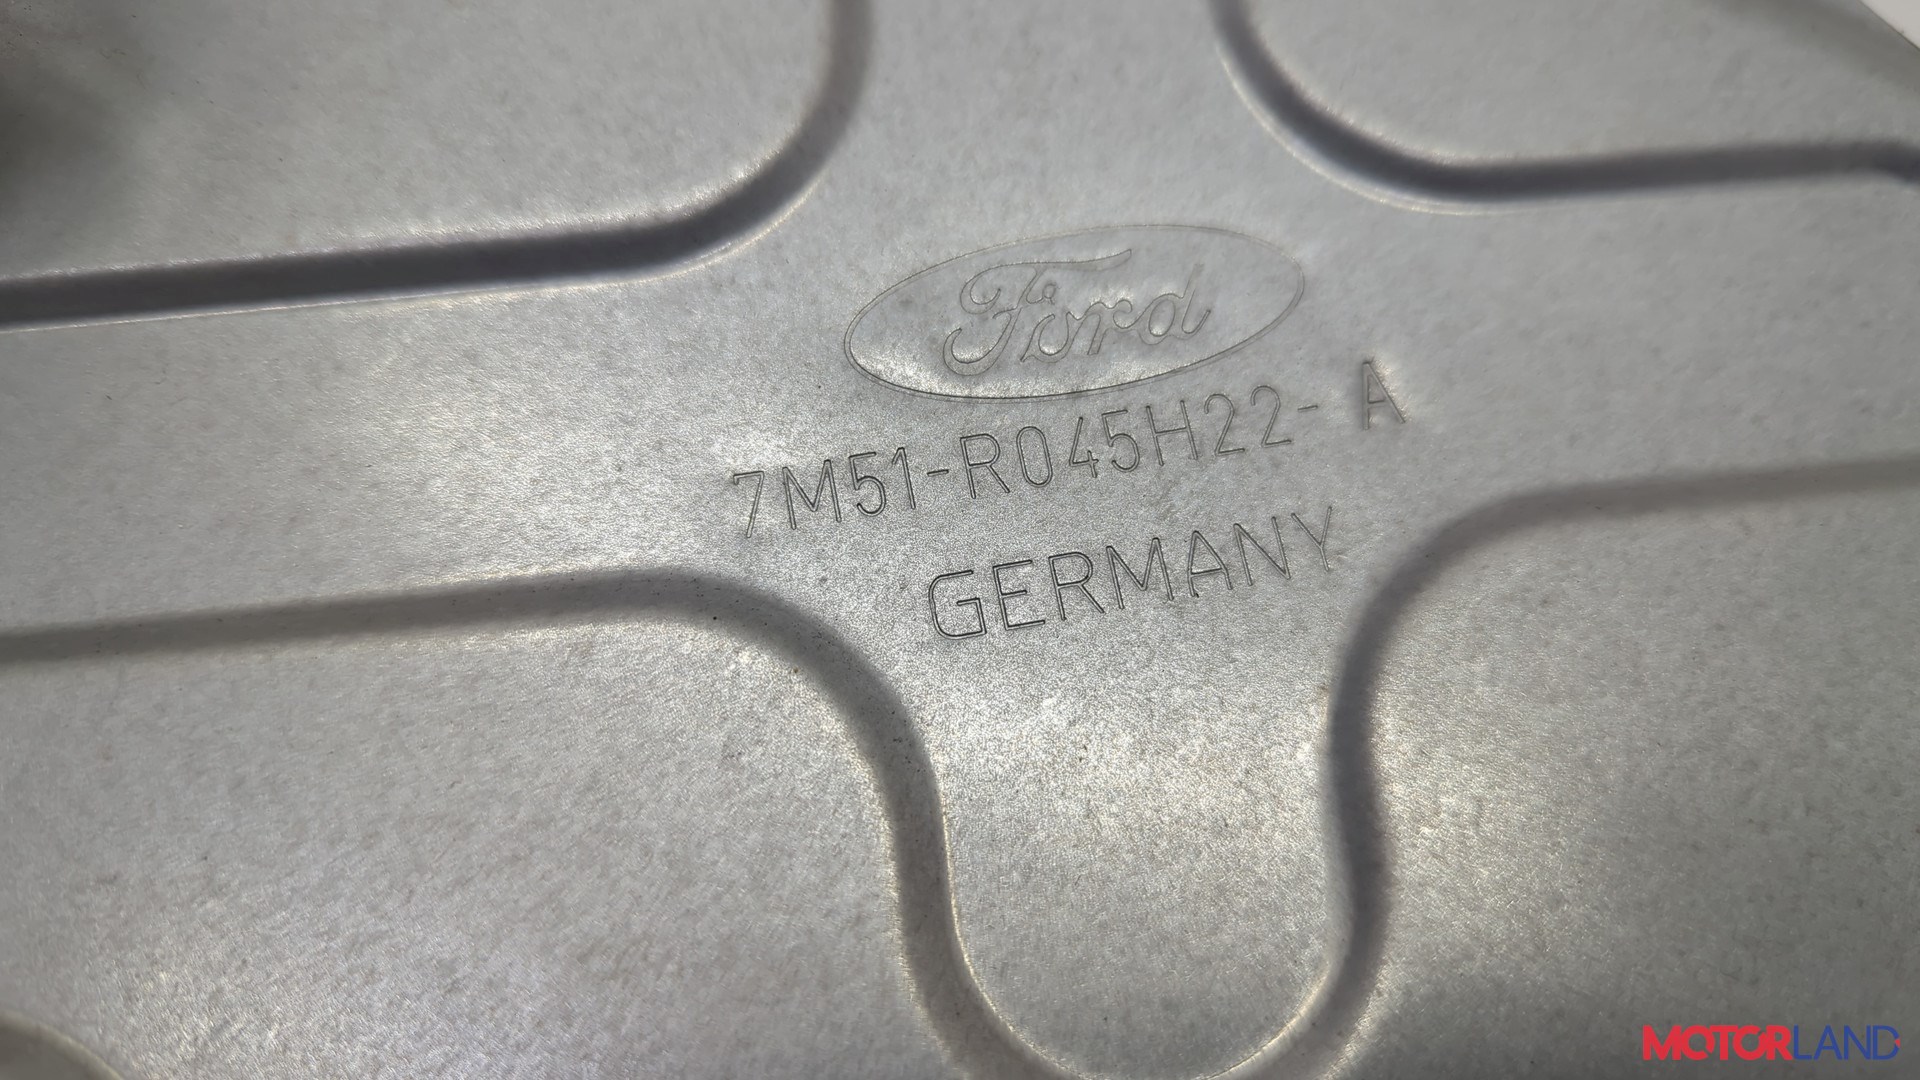 Ford
7M51-R045H22- A
GERMANY
MOTORLAND